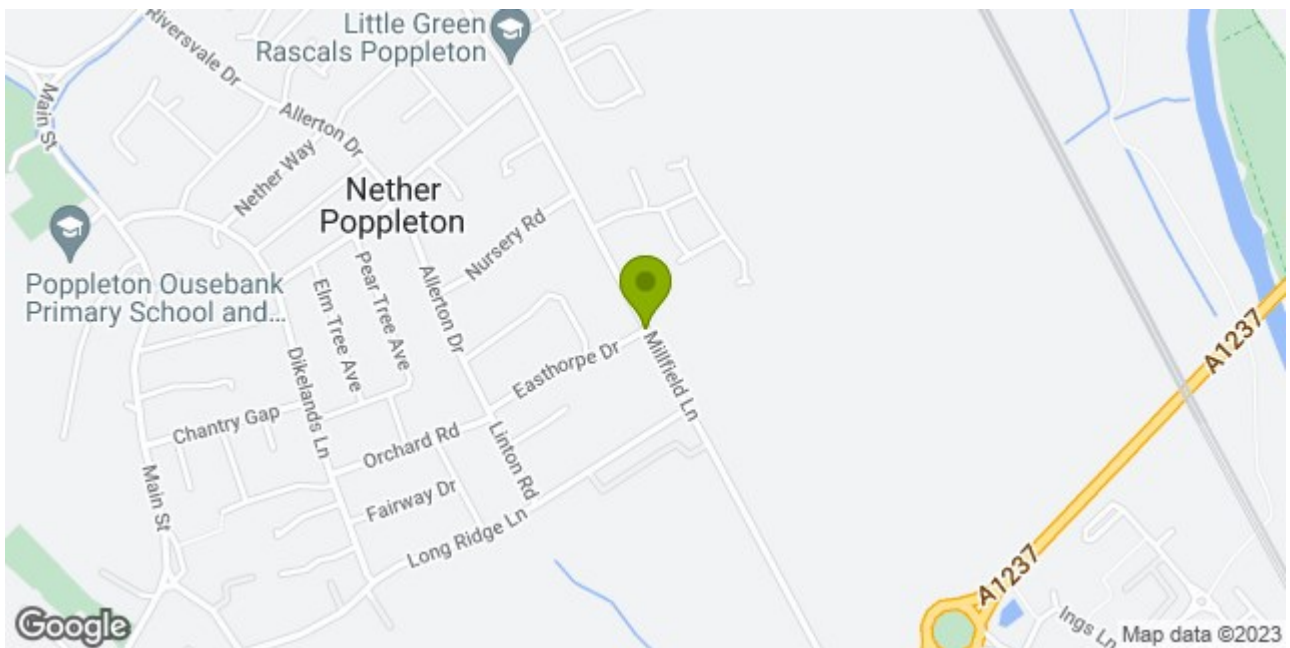 Little Green
Rascals Poppleton
Riversvale Dr
Main St
Allerton Dr
Nether Way
Nether
Poppleton
Nursery Rd
Poppleton Ousebank
Primary School and...
Elm Tree Ave
Pear Tree Ave
Allerton Dr
Easthorpe Dr
Millfield Ln
A1237
Dikelands Ln
Chantry Gap
Orchard Rd
Linton Rd
Main St
Fairway Dr
Long Ridge Ln
A1237
Ings Ln
Google
Map data ©2023